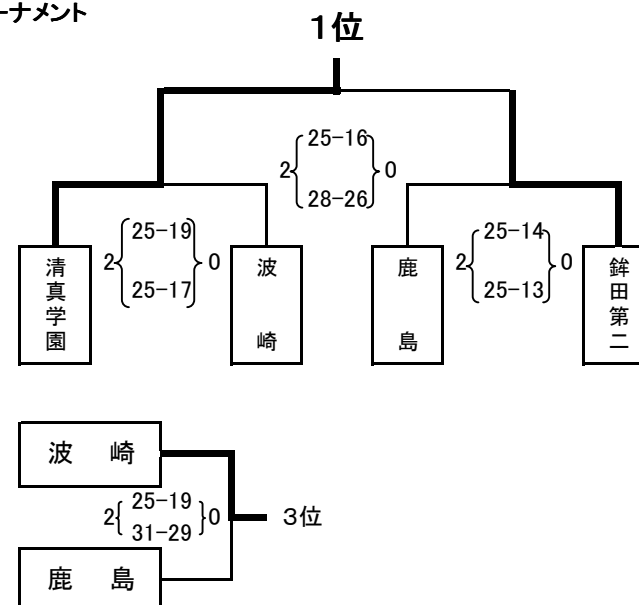 ーナメント
1位
25-16
2 0
28-26
25-19
2 0
25-17
25-14
2 0
25-13
清真学園
波崎
鹿島
鉾田第二
波 崎
25-19
2 0
31-29
3位
鹿 島